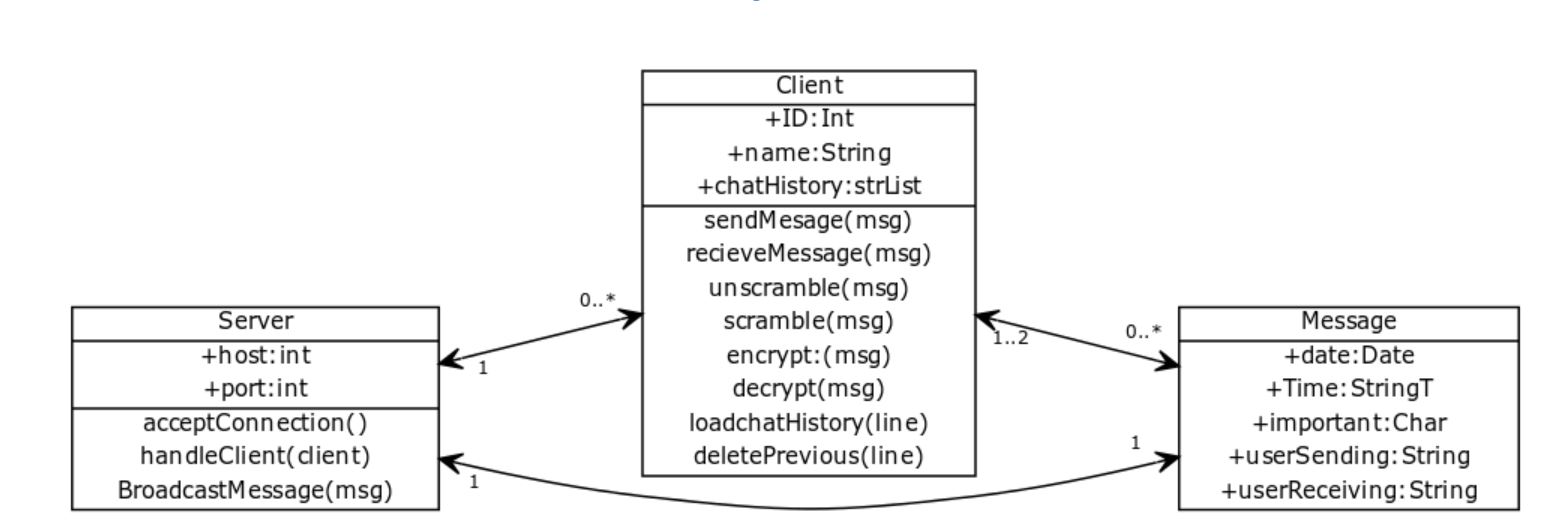 Client
+ID:Int
+name:String
+chatHistory:strList
sendMesage(msg)
recieveMessage(msg)
unscramble(msg)
scramble(msg)
encrypt:(msg)
decrypt(msg)
loadchatHistory(line)
deletePrevious(line)
Server
+host:int
+port:int
acceptConnection()
handleClient(client)
BroadcastMessage(msg)
Message
+date:Date
+Time:StringT
+important:Char
+userSending:String
+userReceiving:String
0..*
1
1..2
0..*
1
1